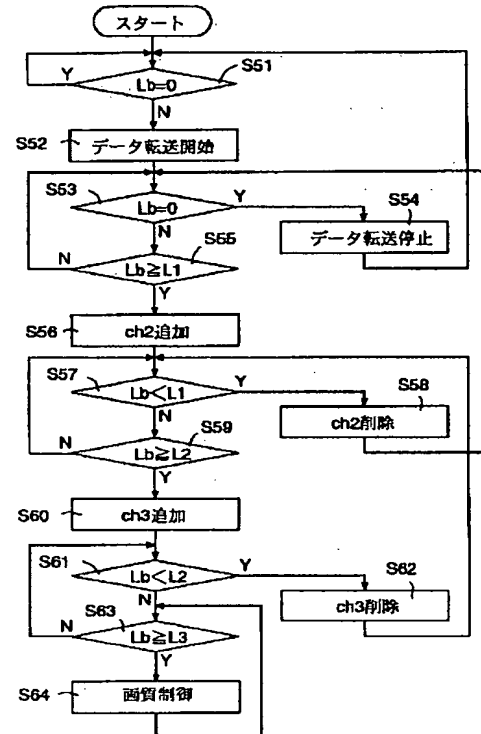 スタート
S51
Y
Lb=0
N
S52
データ転送開始
S53
Lb=0
Y
S54
データ転送停止
N
S55
N
Lb≧L1
Y
S56
ch2追加
S57
Lb<L1
Y
S58
ch2削除
N
S59
N
Lb≧L2
Y
S60
ch3追加
S61
Lb<L2
Y
S62
ch3削除
N
S63
N
Lb≧L3
Y
S64
画質制御